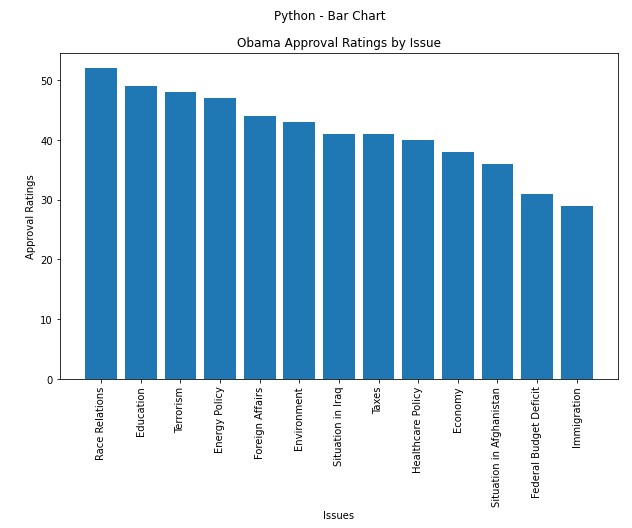 Python - Bar Chart
Obama Approval Ratings by Issue
50
40
30
20
10
0
Approval Ratings
Race Relations
Education
Terrorism
Energy Policy
Foreign Affairs
Environment
Situation in Iraq
Taxes
Healthcare Policy
Economy
Situation in Afghanistan
Federal Budget Deficit
Immigration
Issues